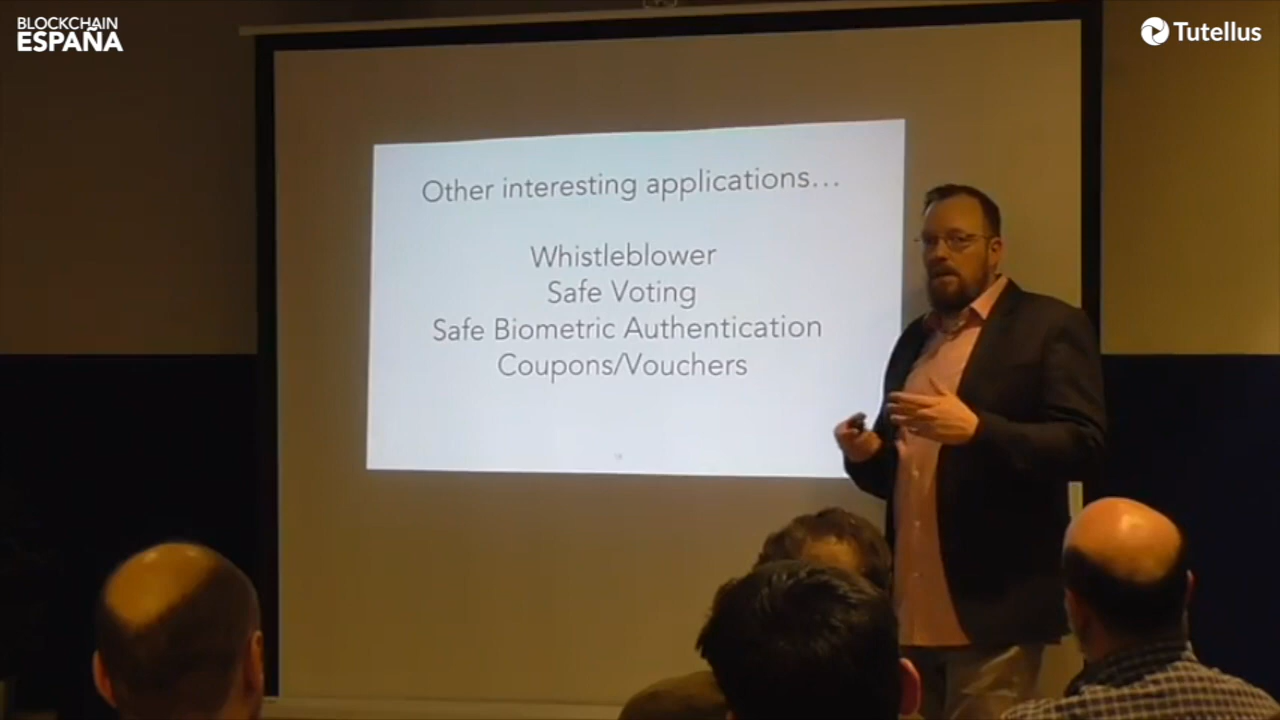 BLOCKCHAIN
ESPAÑA
Tutellus
Other interesting applications...
Whistleblower
Safe Voting
Safe Biometric Authentication
Coupons/Vouchers